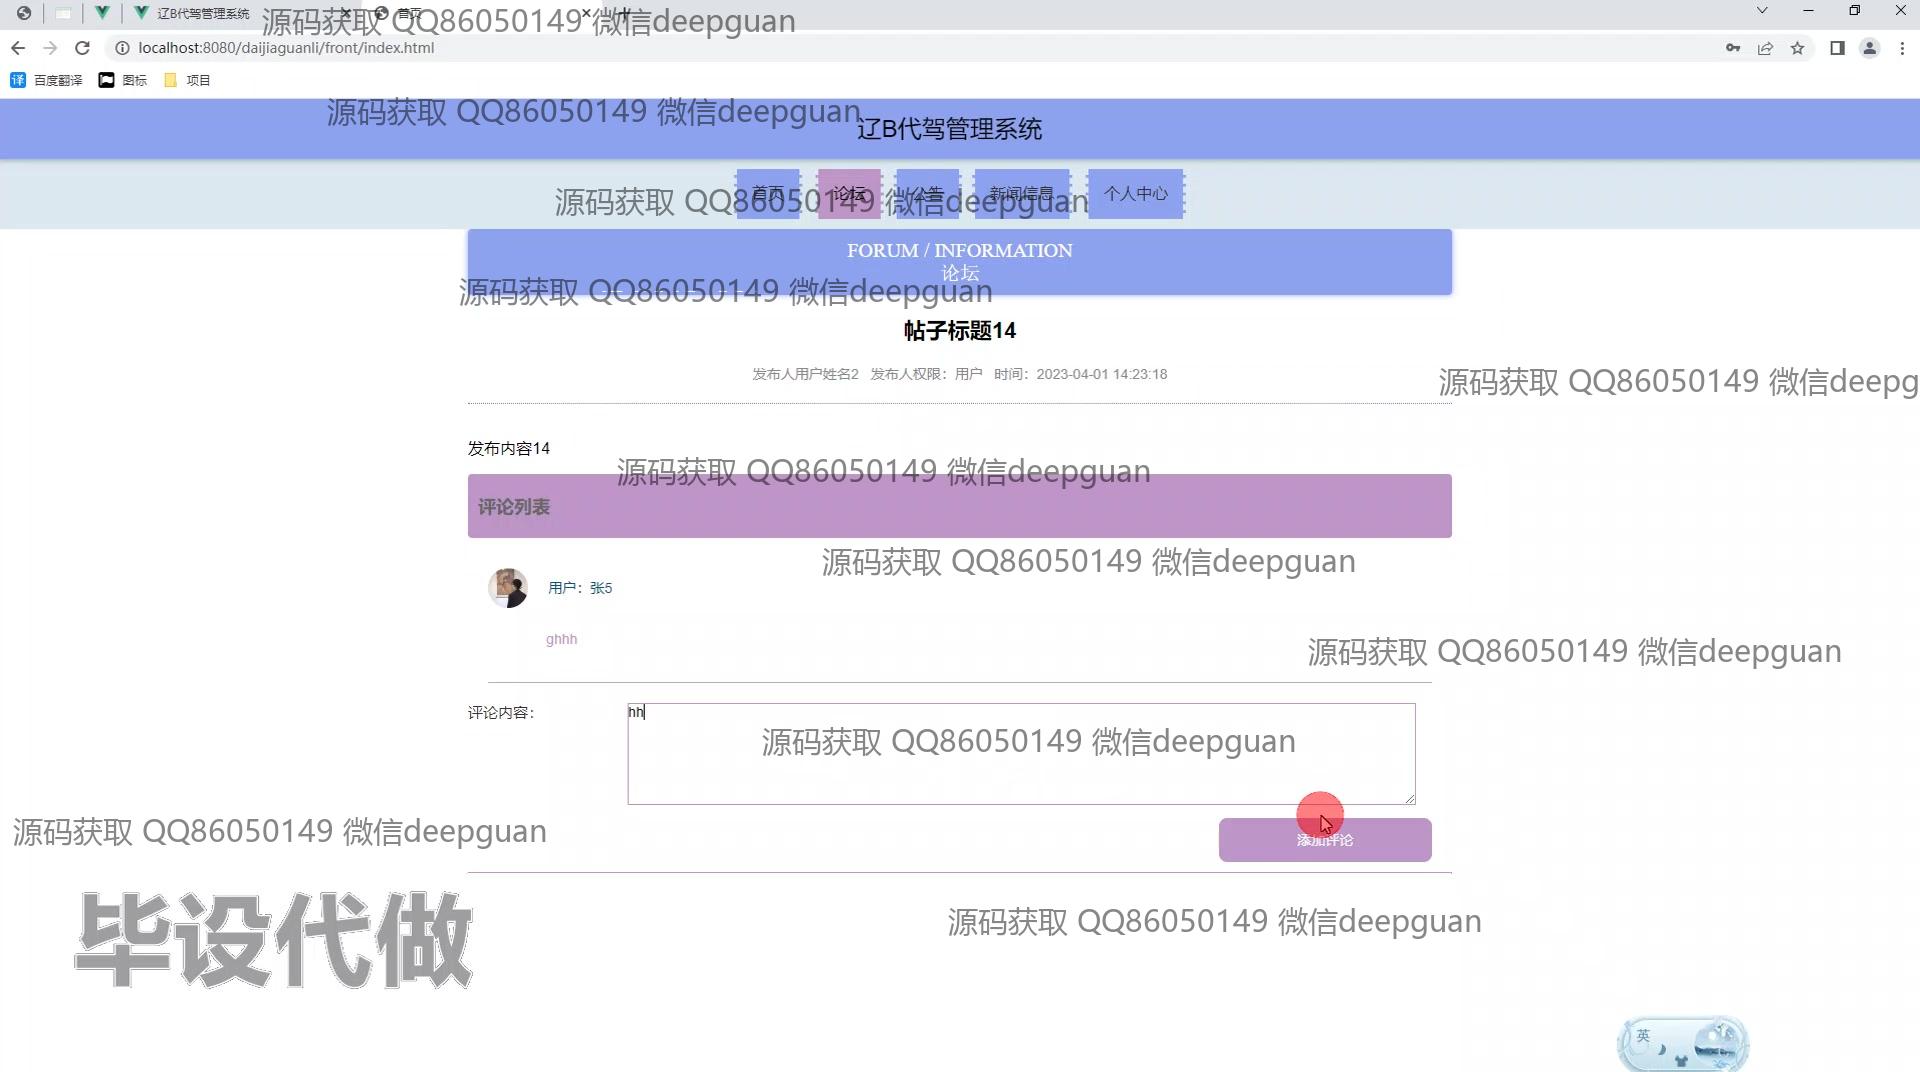 辽B代驾管理系统
首页
源码获取 QQ86050149 微信deepguan
localhost:8080/daijiaguanli/front/index.html
百度翻译
图标
项目
源码获取 QQ86050149 微信deepguan
辽B代驾管理系统
首页
论坛
公告
新闻信息
个人中心
源码获取 QQ86050149 微信deepguan
FORUM / INFORMATION
论坛
源码获取 QQ86050149 微信deepguan
帖子标题14
发布人用户姓名2 发布人权限：用户 时间：2023-04-01 14:23:18
源码获取 QQ86050149 微信deepg
发布内容14
源码获取 QQ86050149 微信deepguan
评论列表
源码获取 QQ86050149 微信deepguan
用户：张5
ghhh
源码获取 QQ86050149 微信deepguan
评论内容：
hh
源码获取 QQ86050149 微信deepguan
添加评论
源码获取 QQ86050149 微信deepguan
毕设代做
源码获取 QQ86050149 微信deepguan
英